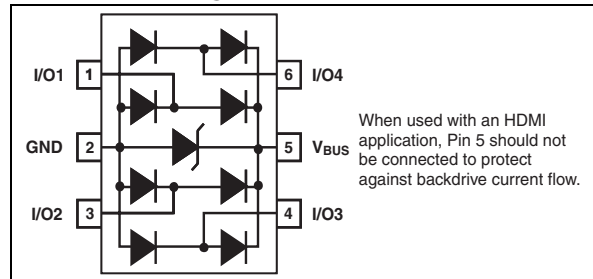 I/O1 1
6 I/O4
GND 2
5 VBUS
I/O2 3
4 I/O3
When used with an HDMI
application, Pin 5 should not
be connected to protect
against backdrive current flow.